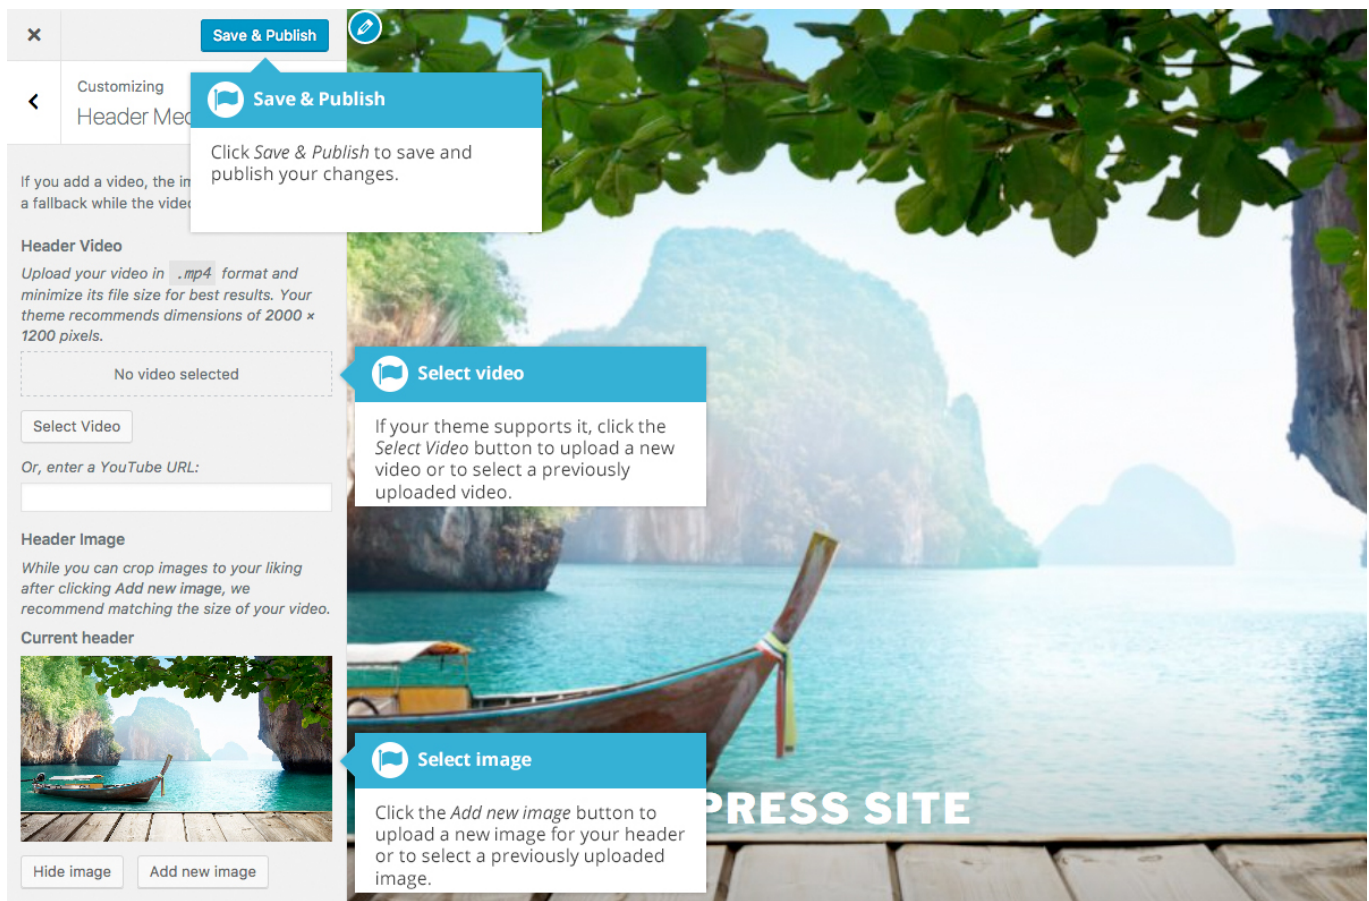 Save & Publish
Customizing
Header Med
Save & Publish
Click Save & Publish to save and
publish your changes.
If you add a video, the im
a fallback while the video
Header Video
Upload your video in .mp4 format and
minimize its file size for best results. Your
theme recommends dimensions of 2000 ×
1200 pixels.
No video selected
Select Video
Or, enter a YouTube URL:
Select video
If your theme supports it, click the
Select Video button to upload a new
video or to select a previously
uploaded video.
Header Image
While you can crop images to your liking
after clicking Add new image, we
recommend matching the size of your video.
Current header
Hide image
Add new image
Select image
Click the Add new image button to
upload a new image for your header
or to select a previously uploaded
image.
PRESS SITE